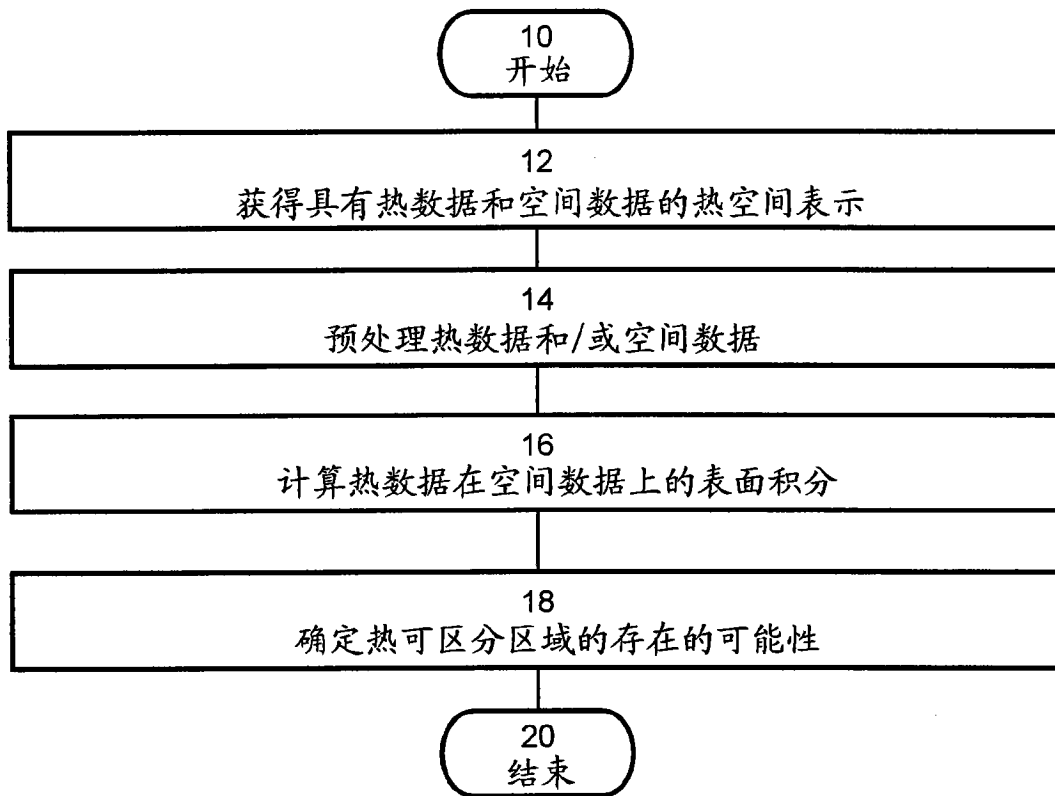 10
开始
12
获得具有热数据和空间数据的热空间表示
14
预处理热数据和/或空间数据
16
计算热数据在空间数据上的表面积分
18
确定热可区分区域的存在的可能性
20
结束